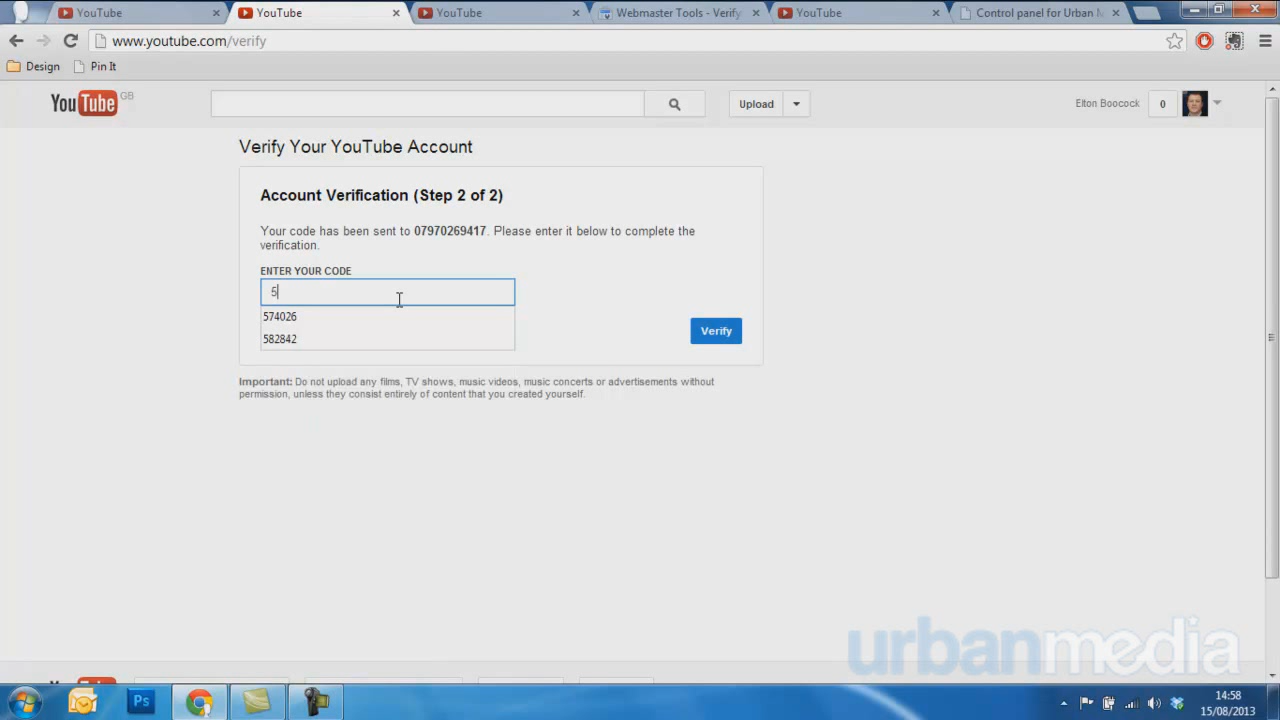 YouTube
YouTube
YouTube
Webmaster Tools - Verify
YouTube
Control panel for Urban M
www.youtube.com/verify
Design
Pin It
YouTube GB
Upload
Elton Boocock
0
Verify Your YouTube Account
Account Verification (Step 2 of 2)
Your code has been sent to 07970269417. Please enter it below to complete the
verification.
ENTER YOUR CODE
5
574026
582842
Verify
Important: Do not upload any films, TV shows, music videos, music concerts or advertisements without
permission, unless they consist entirely of content that you created yourself.
urbanmedia
Ps
14:58
15/08/2013